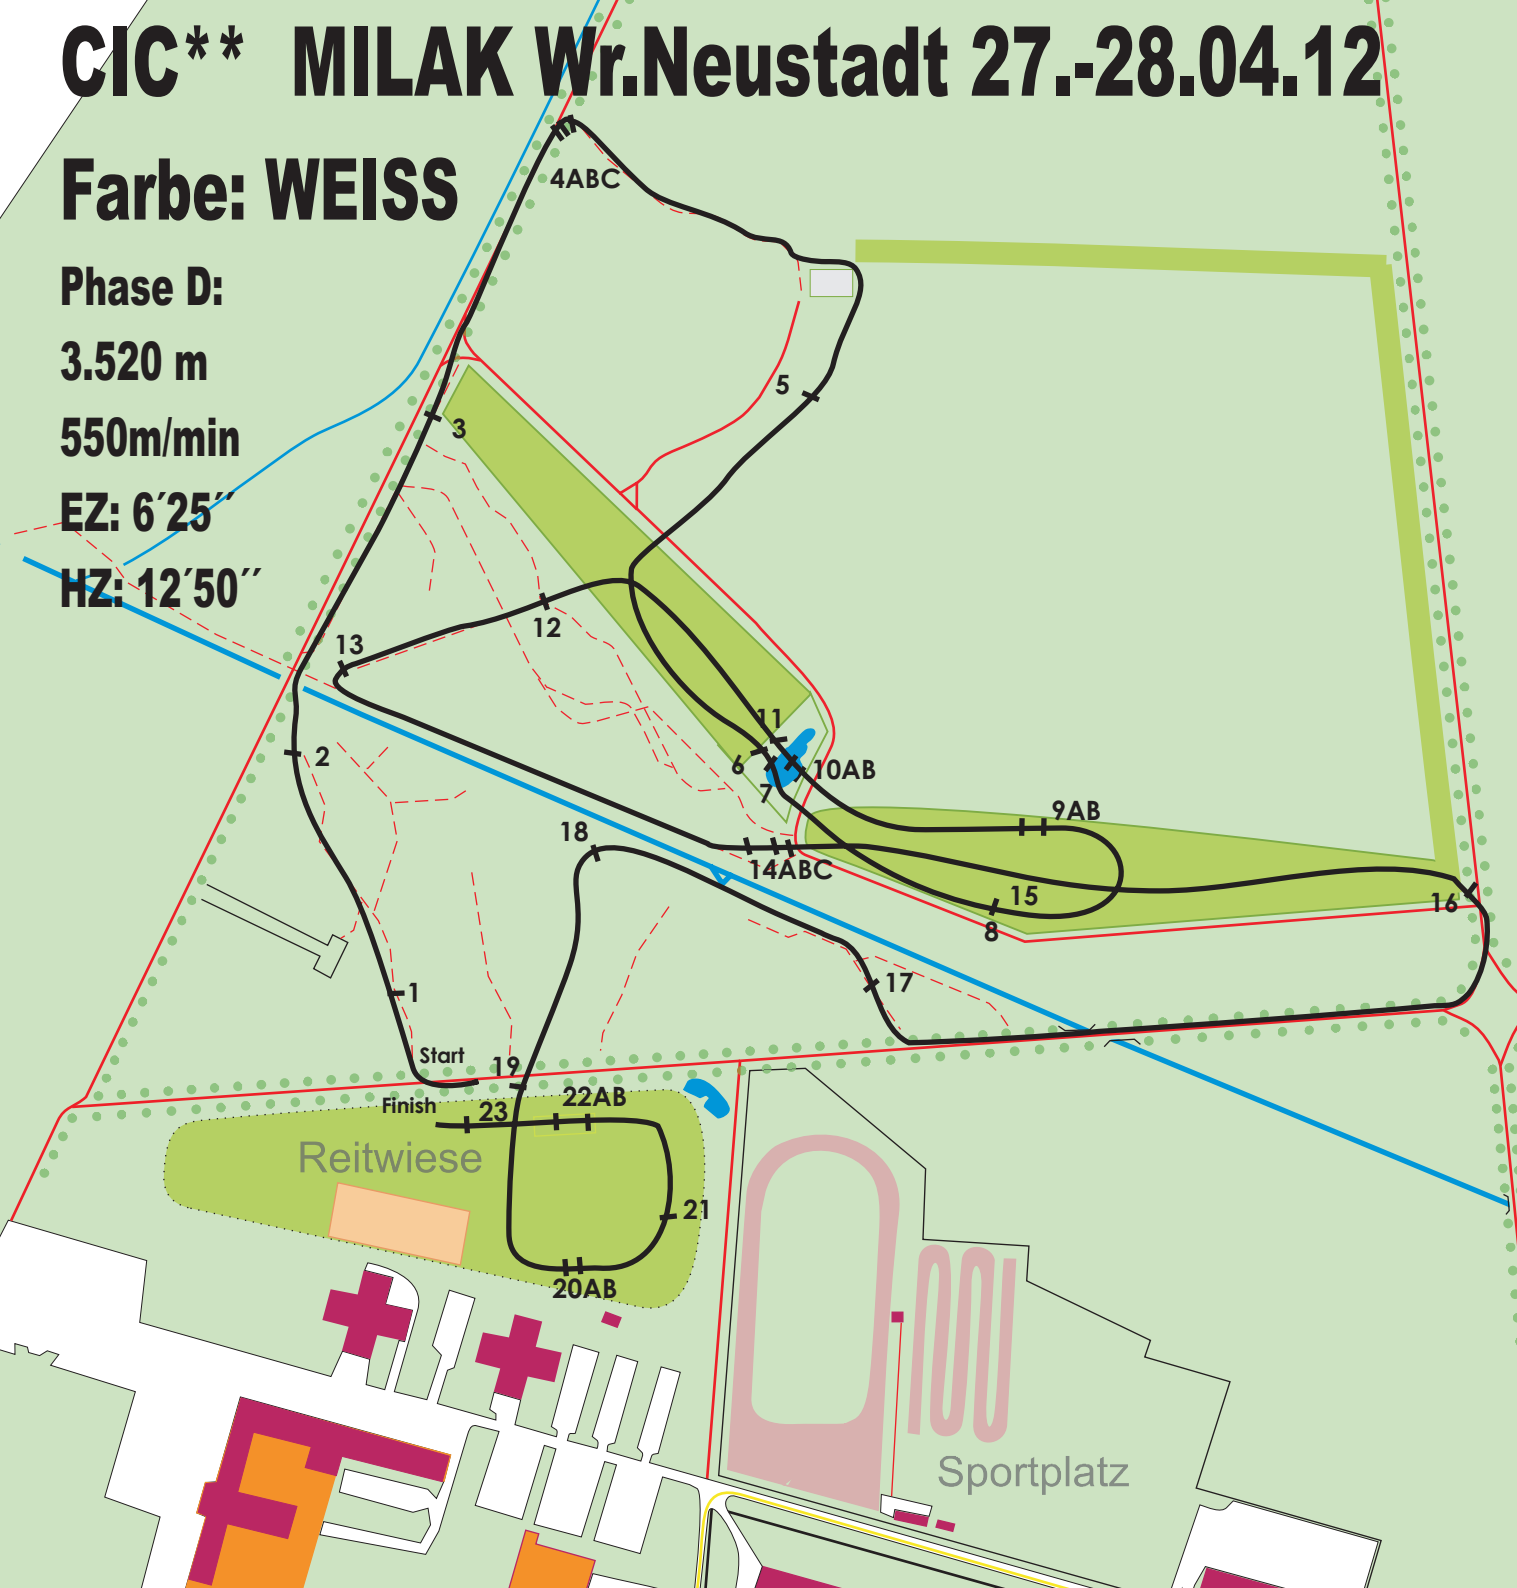 CIC** MILAK Wr.Neustadt 27.-28.04.12
Farbe: WEISS
Phase D:
3.520 m
550m/min
EZ: 6´25´´
HZ: 12´50´´
4ABC
5
3
12
13
11
2
6
10AB
7
9AB
18
14ABC
15
16
8
17
1
Start
19
Finish
23
22AB
Reitwiese
21
20AB
Sportplatz